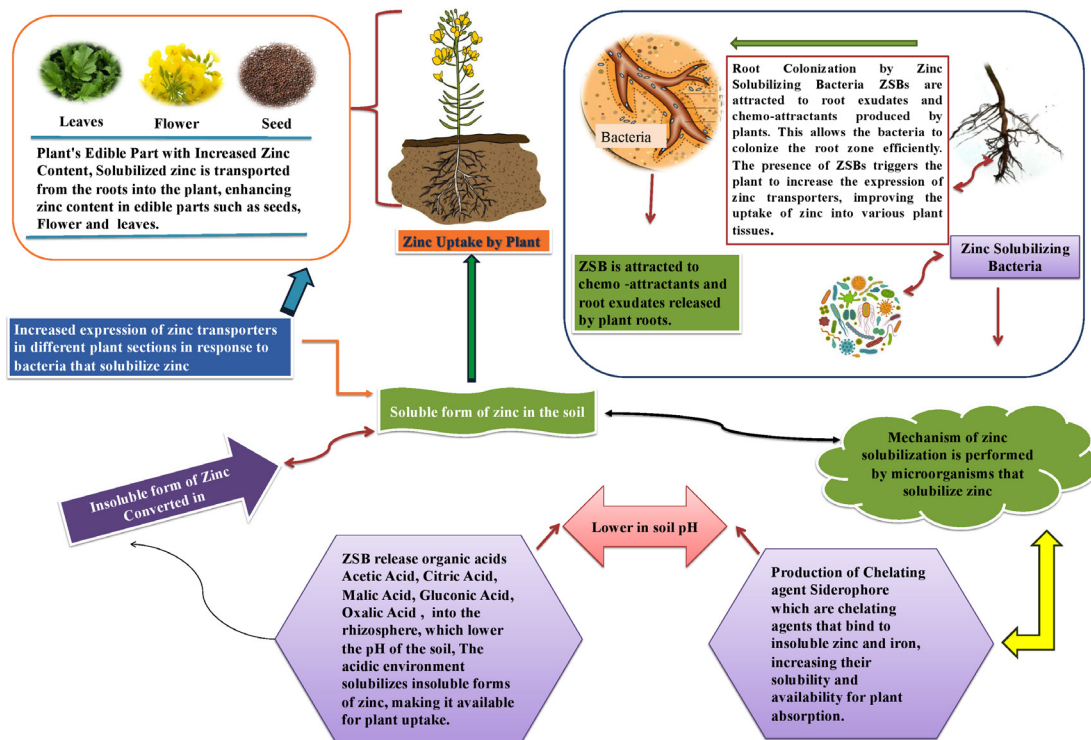 Leaves
Flower
Seed
Plant's Edible Part with Increased Zinc
Content, Solubilized zinc is transported
from the roots into the plant, enhancing
zinc content in edible parts such as seeds,
Flower and leaves.
Zinc Uptake by Plant
Bacteria
Root Colonization by Zinc
Solubilizing Bacteria ZSBs are
attracted to root exudates and
chemo-attractants produced by
plants. This allows the bacteria to
colonize the root zone efficiently.
The presence of ZSBs triggers the
plant to increase the expression of
zinc transporters, improving the
uptake of zinc into various plant
tissues.
ZSB is attracted to
chemo -attractants and
root exudates released
by plant roots.
Zinc Solubilizing
Bacteria
Increased expression of zinc transporters
in different plant sections in response to
bacteria that solubilize zinc
Soluble form of zinc in the soil
Mechanism of zinc
solubilization is performed
by microorganisms that
solubilize zinc
Insoluble form of Zinc
Converted in
Lower in soil pH
ZSB release organic acids
Acetic Acid, Citric Acid,
Malic Acid, Gluconic Acid,
Oxalic Acid , into the
rhizosphere, which lower
the pH of the soil, The
acidic environment
solubilizes insoluble forms
of zinc, making it available
for plant uptake.
Production of Chelating
agent Siderophore
which are chelating
agents that bind to
insoluble zinc and iron,
increasing their
solubility and
availability for plant
absorption.